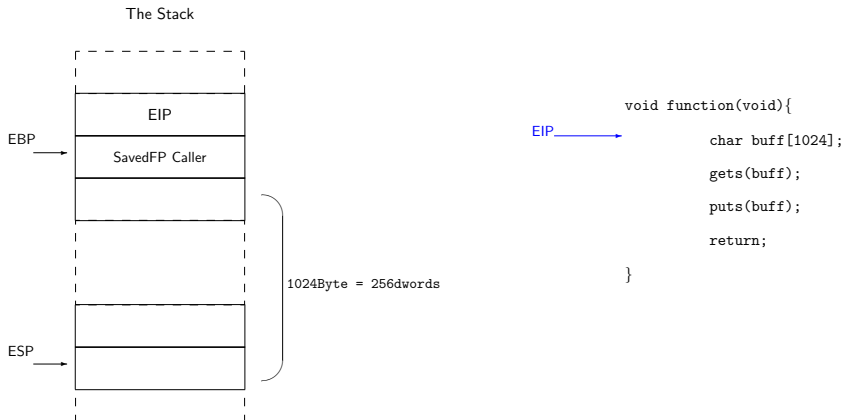 The Stack
EIP
EBP
SavedFP Caller
1024Byte = 256dwords
ESP
EIP
void function(void){
char buff[1024];
gets(buff);
puts(buff);
return;
}